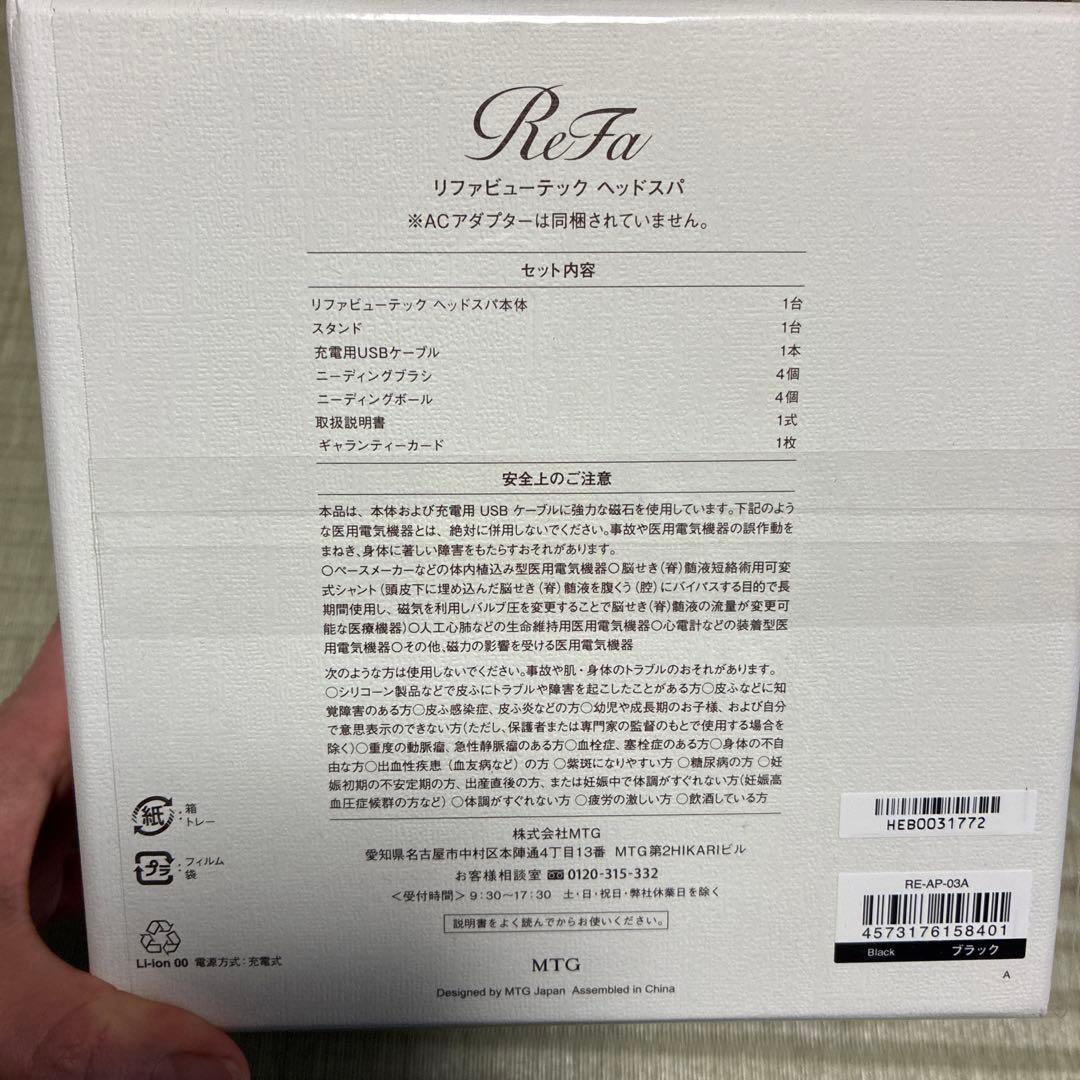 ReFa
リファビューテック ヘッドスパ
※ACアダプターは同梱されていません。
セット内容
リファビューテック ヘッドスパ本体 1台
スタンド 1台
充電用USBケーブル 1本
ニーディングブラシ 4個
ニーディングボール 4個
取扱説明書 1式
ギャランティーカード 1枚
安全上のご注意
本品は、本体および充電用 USB ケーブルに強力な磁石を使用しています。下記のよう
な医用電気機器とは、絶対に併用しないでください。事故や医用電気機器の誤作動を
まねき、身体に著しい障害をもたらすおそれがあります。
○ペースメーカーなどの体内植込み型医用電気機器○脳せき(脊)髄液短絡術用可変
式シャント(頭皮下に埋め込んだ脳せき(脊)髄液を腹くう(腔)にバイパスする目的で長
期間使用し、磁気を利用しバルブ圧を変更することで脳せき(脊)髄液の流量が変更可
能な医療機器)○人工心肺などの生命維持用医用電気機器○心電計などの装着型医
用電気機器○その他、磁力の影響を受ける医用電気機器
次のような方は使用しないでください。事故や肌・身体のトラブルのおそれがあります。
○シリコーン製品などで皮ふにトラブルや障害を起こしたことがある方○皮ふなどに知
覚障害のある方○皮ふ感染症、皮ふ炎などの方○幼児や成長期のお子様、および自分
で意思表示のできない方(ただし、保護者または専門家の監督のもとで使用する場合を
除く)○重度の動脈瘤、急性静脈瘤のある方○血栓症、塞栓症のある方○身体の不自
由な方○出血性疾患(血友病など)の方○紫斑になりやすい方○糖尿病の方○妊
娠初期の不安定期の方、出産直後の方、または妊娠中で体調がすぐれない方(妊娠高
血圧症候群の方など)○体調がすぐれない方○疲労の激しい方○飲酒している方
株式会社MTG
愛知県名古屋市中村区本陣通4丁目13番 MTG第2HIKARIビル
お客様相談室 0120-315-332
<受付時間> 9:30〜17:30 土・日・祝日・弊社休業日を除く
説明書をよく読んでからお使いください。
MTG
Designed by MTG Japan Assembled in China
紙 : 箱 トレー
プラ : フィルム 袋
Li-ion 00 電源方式:充電式
HEB0031772
RE-AP-03A
4573176158401
Black ブラック
A